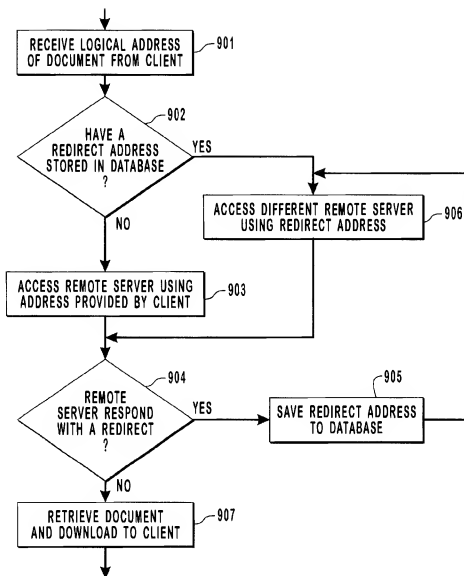 RECEIVE LOGICAL ADDRESS
OF DOCUMENT FROM CLIENT
901
902
HAVE A
REDIRECT ADDRESS
STORED IN DATABASE
?
YES
NO
ACCESS DIFFERENT REMOTE SERVER
USING REDIRECT ADDRESS
906
ACCESS REMOTE SERVER USING
ADDRESS PROVIDED BY CLIENT
903
904
REMOTE
SERVER RESPOND
WITH A REDIRECT
?
YES
NO
905
SAVE REDIRECT ADDRESS
TO DATABASE
RETRIEVE DOCUMENT
AND DOWNLOAD TO CLIENT
907